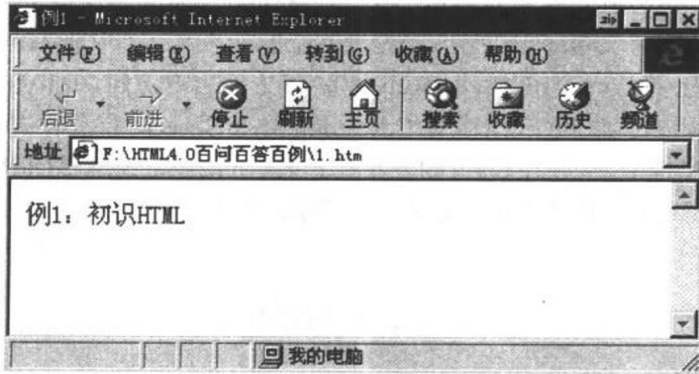 例1 - Microsoft Internet Explorer
文件(F) 编辑(E) 查看(V) 转到(G) 收藏(A) 帮助(H)
后退 前进 停止 刷新 主页 搜索 收藏 历史 频道
地址 F:\HTML4.0百问百答百例\1.htm
例1：初识HTML
我的电脑